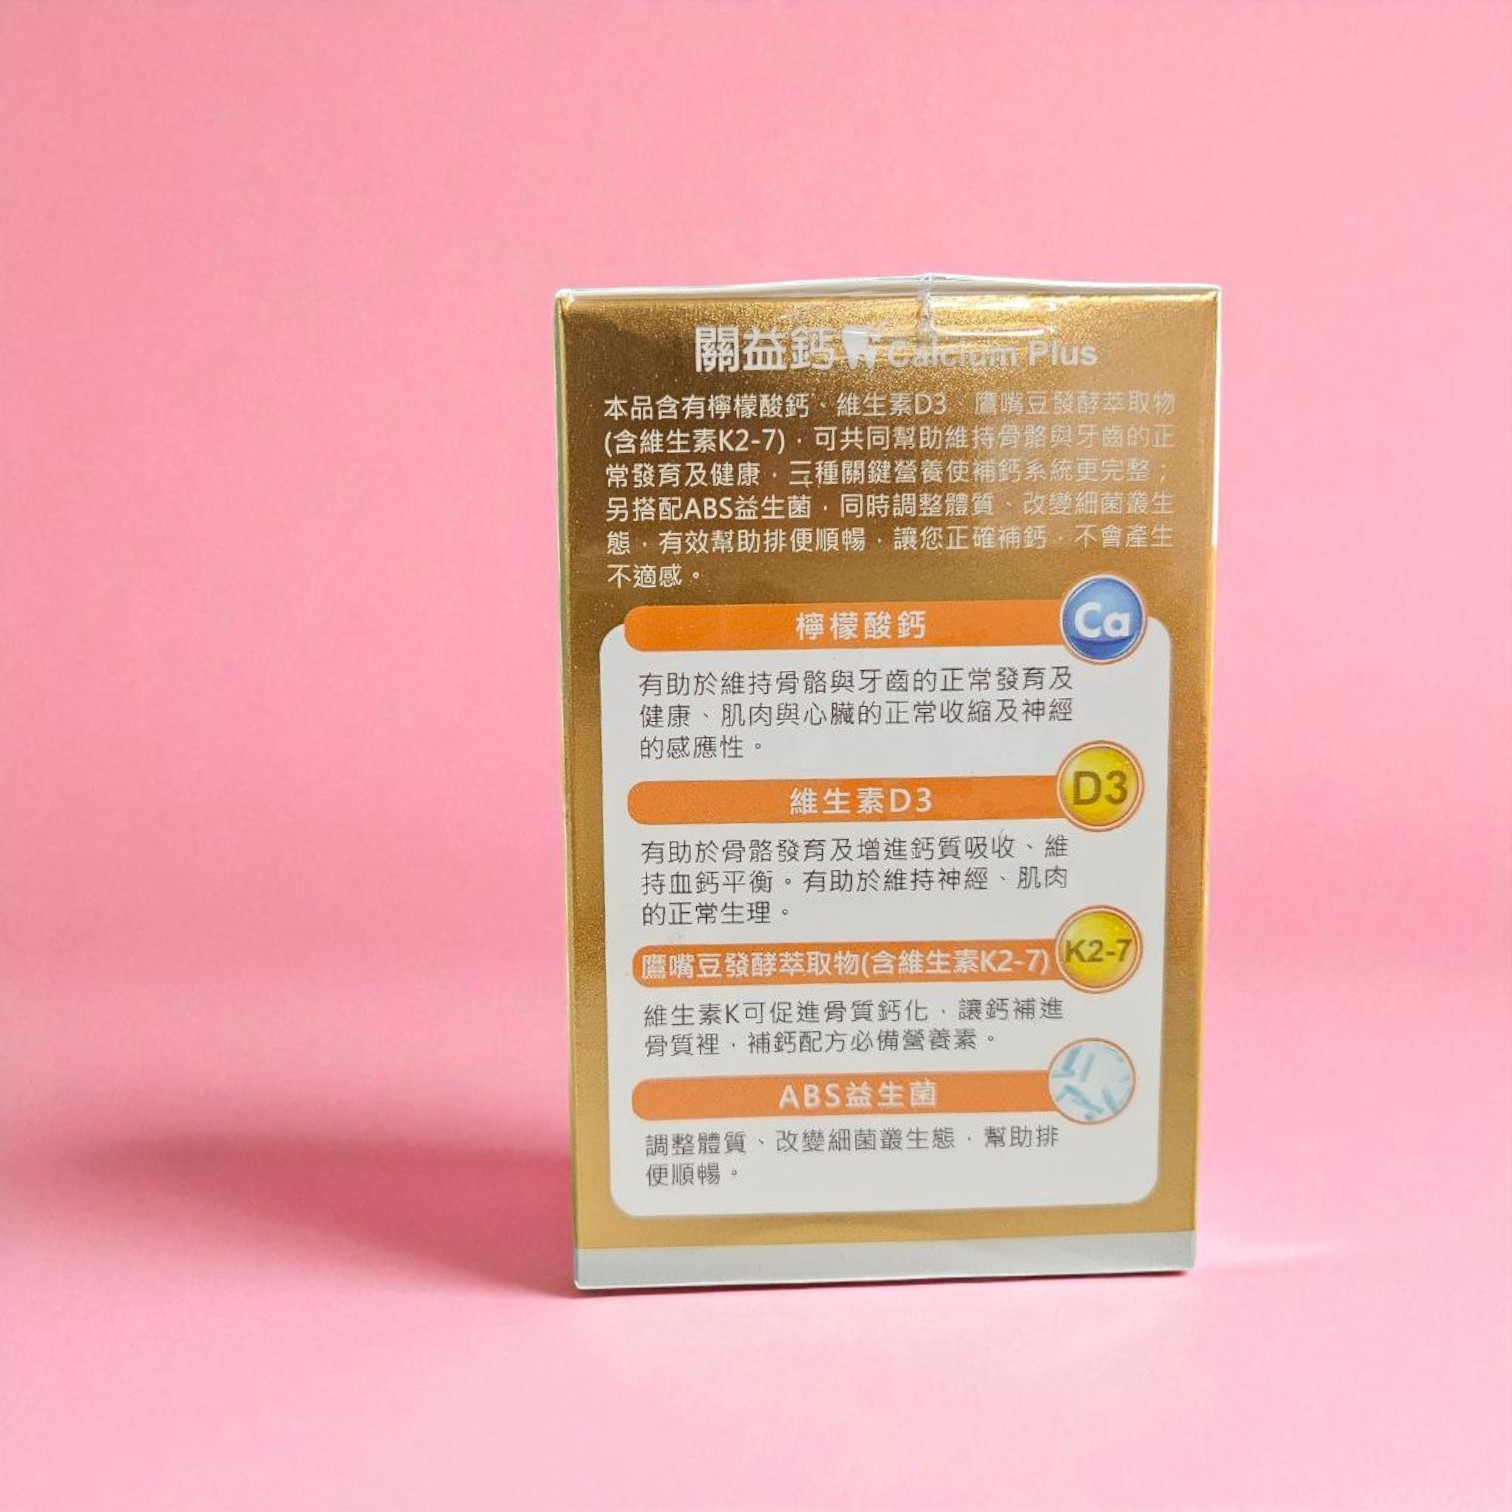 關益鈣 Calcium Plus
本品含有檸檬酸鈣、維生素D3、鷹嘴豆發酵萃取物
(含維生素K2-7)，可共同幫助維持骨骼與牙齒的正
常發育及健康，三種關鍵營養使補鈣系統更完整；
另搭配ABS益生菌，同時調整體質、改變細菌叢生
態，有效幫助排便順暢，讓您正確補鈣，不會產生
不適感。
檸檬酸鈣 Ca
有助於維持骨骼與牙齒的正常發育及
健康、肌肉與心臟的正常收縮及神經
的感應性。
維生素D3 D3
有助於骨骼發育及增進鈣質吸收、維
持血鈣平衡。有助於維持神經、肌肉
的正常生理。
鷹嘴豆發酵萃取物(含維生素K2-7) K2-7
維生素K可促進骨質鈣化，讓鈣補進
骨質裡，補鈣配方必備營養素。
ABS益生菌
調整體質、改變細菌叢生態，幫助排
便順暢。